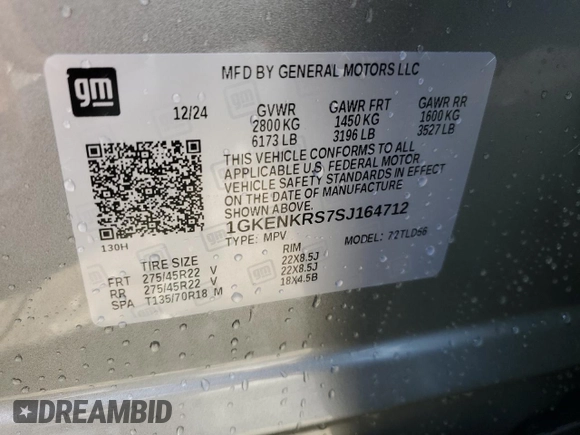 gm
MFD BY GENERAL MOTORS LLC
12/24 GVWR GAWR FRT GAWR RR
2800 KG 1450 KG 1600 KG
6173 LB 3196 LB 3527 LB
THIS VEHICLE CONFORMS TO ALL
APPLICABLE U.S. FEDERAL MOTOR
VEHICLE SAFETY STANDARDS IN EFFECT
ON THE DATE OF MANUFACTURE
SHOWN ABOVE.
1GKENKRS7SJ164712
130H
TYPE: MPV MODEL: 72TLD56
TIRE SIZE RIM
FRT 275/45R22 V 22X8.5J
RR 275/45R22 V 22X8.5J
SPA T135/70R18 M 18X4.5B
DREAMBID